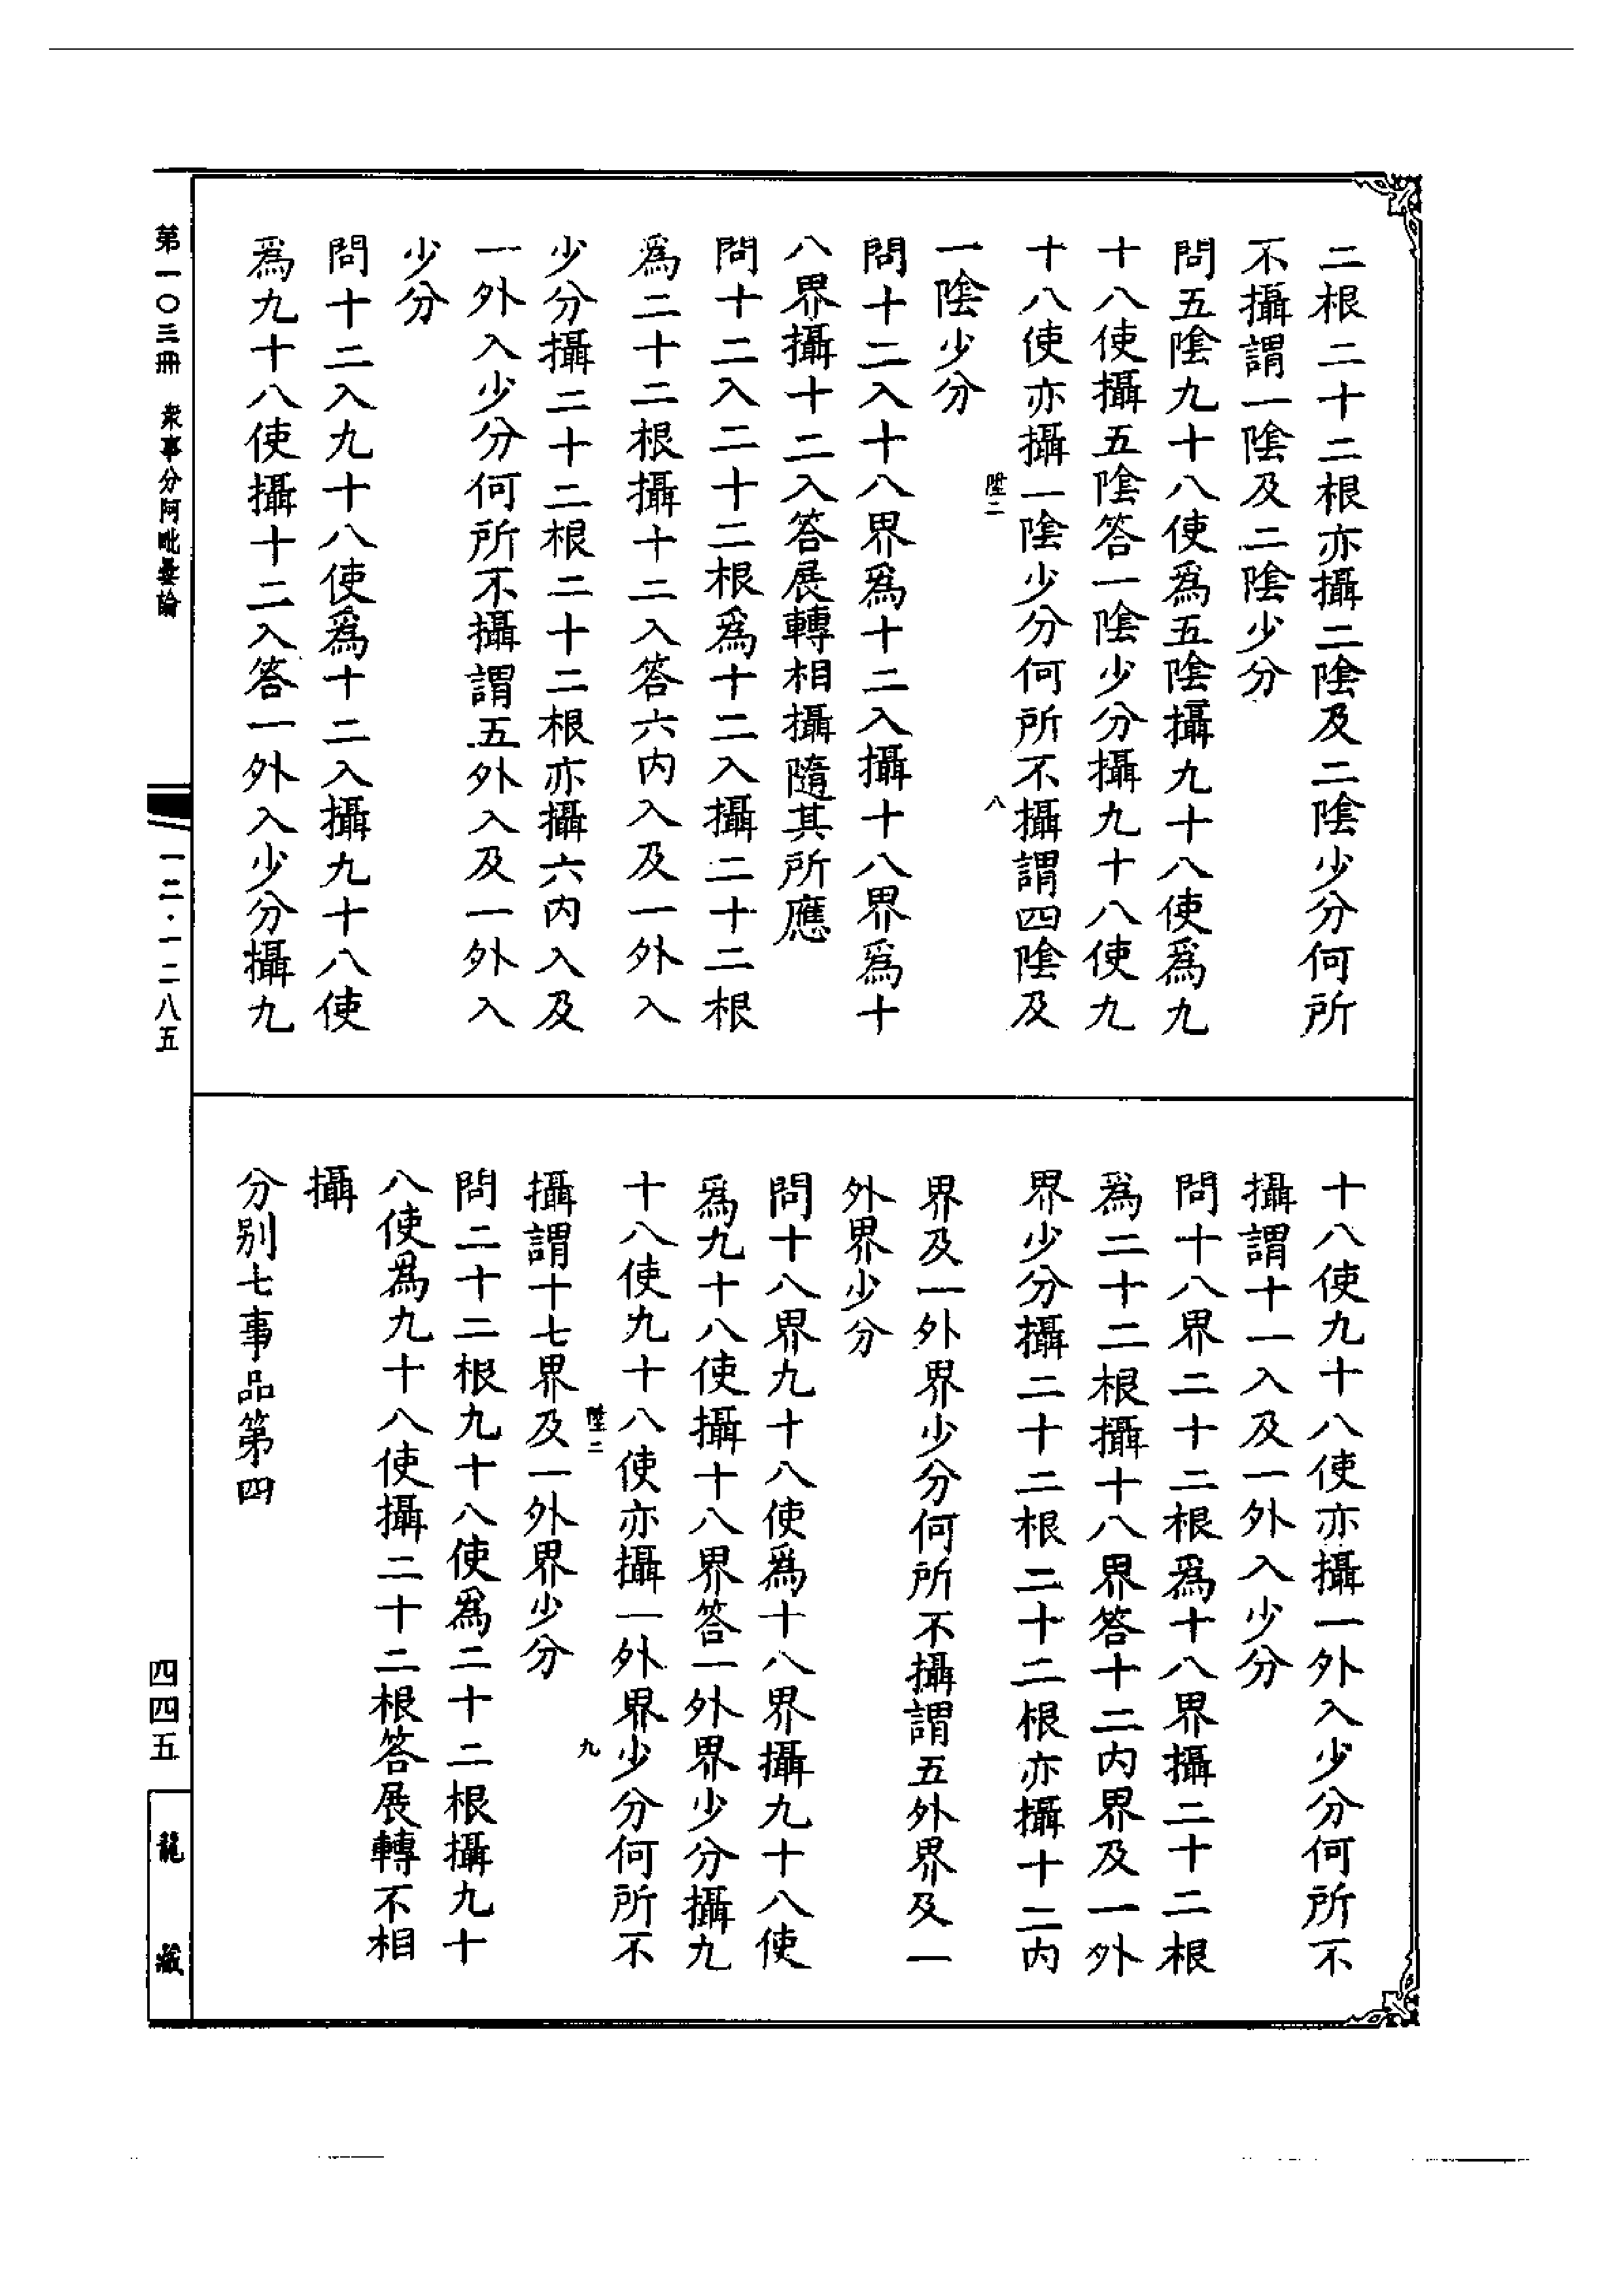 二根二十二根亦攝二陰及二陰少分何所
不攝謂一陰及二陰少分
問五陰九十八使爲五陰攝九十八使爲九
十八使攝五陰答一陰少分攝九十八使九
十八使亦攝一陰少分何所不攝謂四陰及
陞二
八
一陰少分
問十二入十八界爲十二入攝十八界爲十
八界攝十二入答展轉相攝隨其所應
問十二入二十二根爲十二入攝二十二根
爲二十二根攝十二入答六内入及一外入
少分攝二十二根二十二根亦攝六内入及
一外入少分何所不攝謂五外入及一外入
少分
問十二入九十八使爲十二入攝九十八使
爲九十八使攝十二入答一外入少分攝九
十八使九十八使亦攝一外入少分何所不
攝謂十一入及一外入少分
問十八界二十二根爲十八界攝二十二根
爲二十二根攝十八界答十二内界及一外
界少分攝二十二根二十二根亦攝十二内
界及一外界少分何所不攝謂五外界及一
外界少分
問十八界九十八使爲十八界攝九十八使
爲九十八使攝十八界答一外界少分攝九
十八使九十八使亦攝一外界少分何所不
陞二
九
攝謂十七界及一外界少分
問二十二根九十八使爲二十二根攝九十
八使爲九十八使攝二十二根答展轉不相
攝
分别七事品第四
第一〇三冊 衆事分阿毗曇論
一二·一二八五
四四五
龍藏